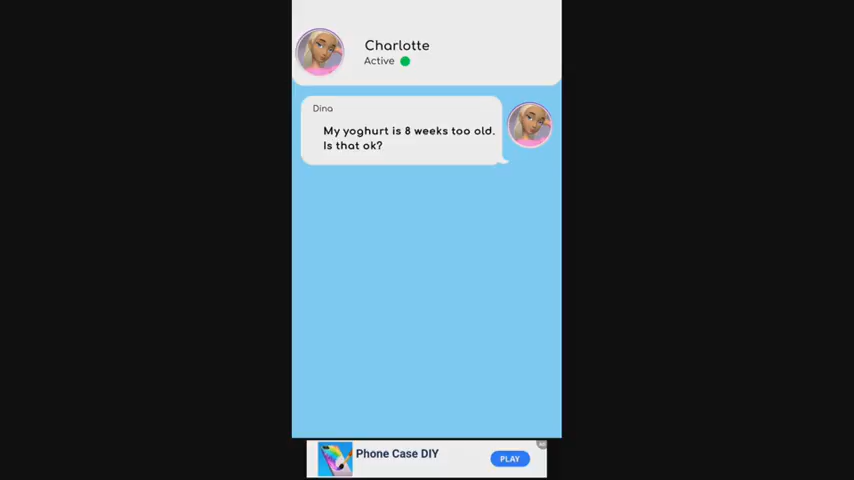 Charlotte
Active
Dina
My yoghurt is 8 weeks too old.
Is that ok?
Phone Case DIY
PLAY